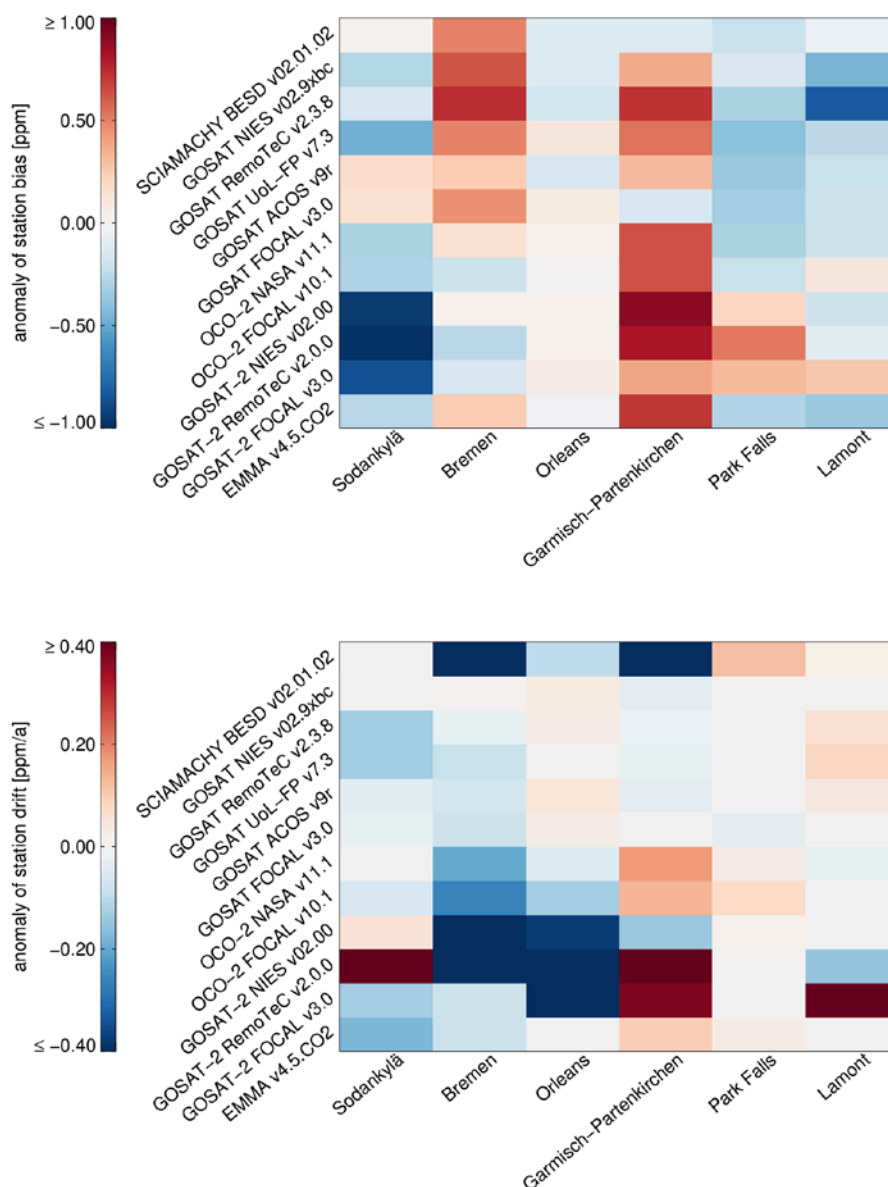 ≥ 1.00
0.50
0.00
−0.50
≤ −1.00
anomaly of station bias [ppm]
SCIAMACHY BESD v02.01.02
GOSAT NIES v02.9xbc
GOSAT RemoTeC v2.3.8
GOSAT UoL−FP v7.3
GOSAT ACOS v9r
GOSAT FOCAL v3.0
OCO−2 NASA v11.1
OCO−2 FOCAL v10.1
GOSAT−2 NIES v02.00
GOSAT−2 RemoTeC v2.0.0
GOSAT−2 FOCAL v3.0
EMMA v4.5.CO2
Sodankylä
Bremen
Orleans
Garmisch−Partenkirchen
Park Falls
Lamont
≥ 0.40
0.20
0.00
−0.20
≤ −0.40
anomaly of station drift [ppm/a]
SCIAMACHY BESD v02.01.02
GOSAT NIES v02.9xbc
GOSAT RemoTeC v2.3.8
GOSAT UoL−FP v7.3
GOSAT ACOS v9r
GOSAT FOCAL v3.0
OCO−2 NASA v11.1
OCO−2 FOCAL v10.1
GOSAT−2 NIES v02.00
GOSAT−2 RemoTeC v2.0.0
GOSAT−2 FOCAL v3.0
EMMA v4.5.CO2
Sodankylä
Bremen
Orleans
Garmisch−Partenkirchen
Park Falls
Lamont